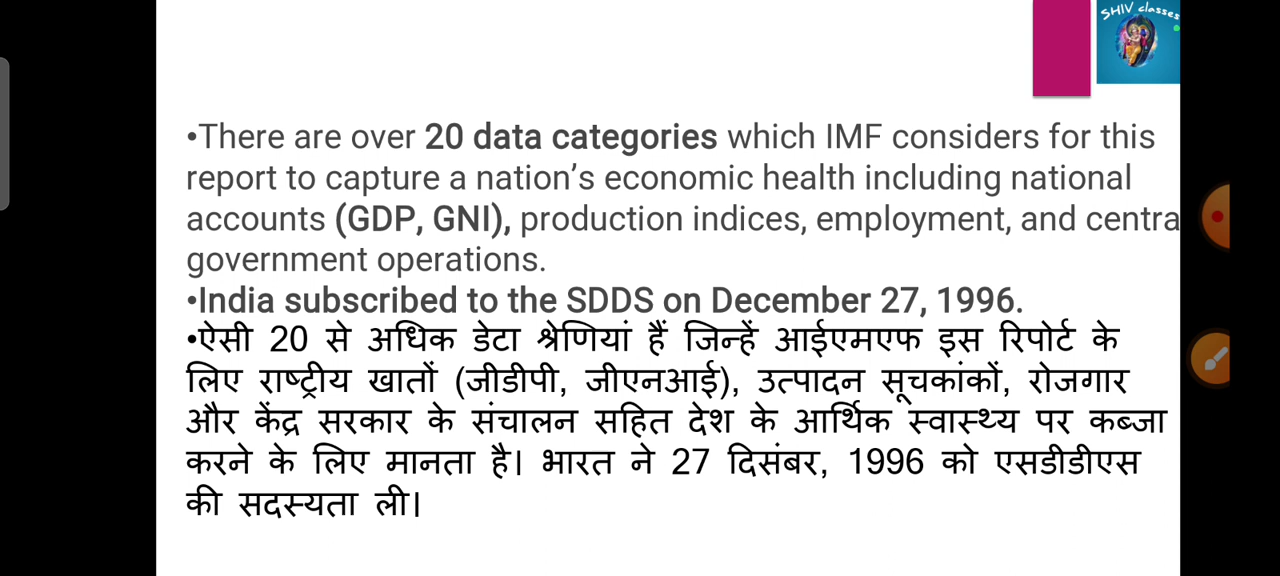 SHIV classes
•There are over 20 data categories which IMF considers for this
report to capture a nation’s economic health including national
accounts (GDP, GNI), production indices, employment, and centra
government operations.
•India subscribed to the SDDS on December 27, 1996.
•ऐसी 20 से अधिक डेटा श्रेणियां हैं जिन्हें आईएमएफ इस रिपोर्ट के
लिए राष्ट्रीय खातों (जीडीपी, जीएनआई), उत्पादन सूचकांकों, रोजगार
और केंद्र सरकार के संचालन सहित देश के आर्थिक स्वास्थ्य पर कब्जा
करने के लिए मानता है। भारत ने 27 दिसंबर, 1996 को एसडीडीएस
की सदस्यता ली।